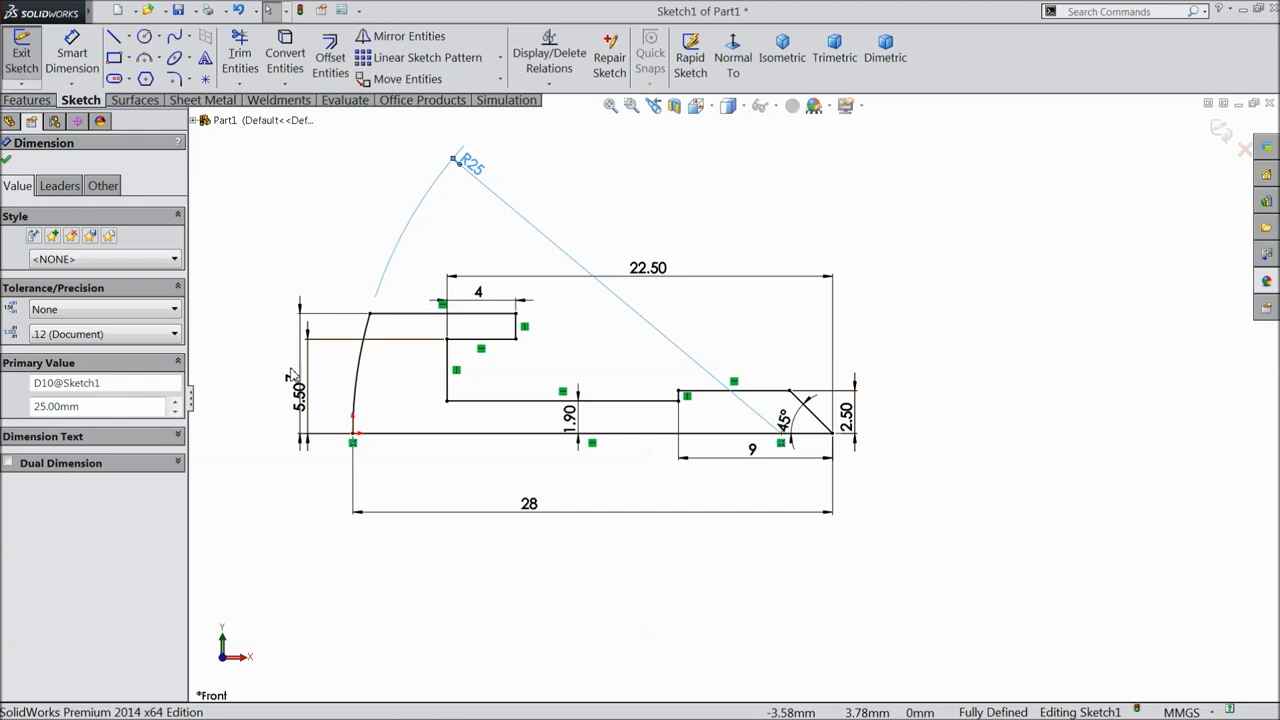 SOLIDWORKS
Sketch1 of Part1 *
Search Commands
Exit Sketch
Smart Dimension
Trim Entities
Convert Entities
Offset Entities
Mirror Entities
Linear Sketch Pattern
Move Entities
Display/Delete Relations
Repair Sketch
Quick Snaps
Rapid Sketch
Normal To
Isometric
Trimetric
Dimetric
Features
Sketch
Surfaces
Sheet Metal
Weldments
Evaluate
Office Products
Simulation
Part1 (Default<<Def...
Dimension
?
Value
Leaders
Other
Style
<NONE>
Tolerance/Precision
None
.12 (Document)
Primary Value
D10@Sketch1
25.00mm
Dimension Text
Dual Dimension
R25
22.50
4
7
5.50
1.90
45°
2.50
9
28
Y
X
*Front
SolidWorks Premium 2014 x64 Edition
-3.58mm
3.78mm
0mm
Fully Defined
Editing Sketch1
MMGS
?